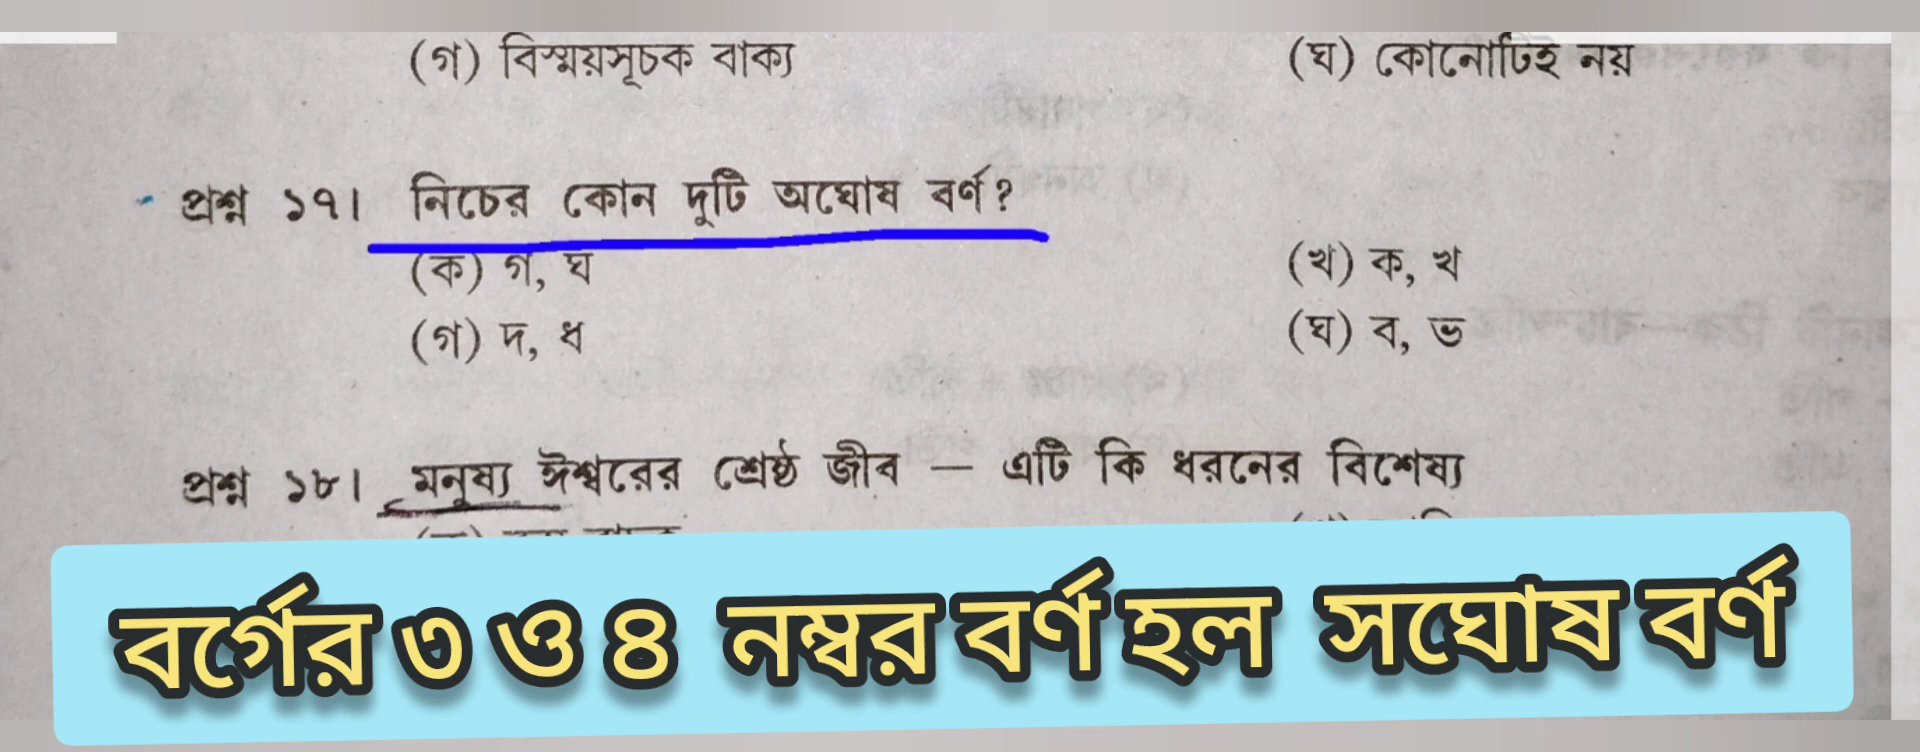 (গ) বিস্ময়সূচক বাক্য (ঘ) কোনোটিই নয়
প্রশ্ন ১৭। নিচের কোন দুটি অঘোষ বর্ণ?
(ক) গ, ঘ (খ) ক, খ
(গ) দ, ধ (ঘ) ব, ভ
প্রশ্ন ১৮। মনুষ্য ঈশ্বরের শ্রেষ্ঠ জীব — এটি কি ধরনের বিশেষ্য
বর্গের ৩ ও ৪ নম্বর বর্ণ হল সঘোষ বর্ণ